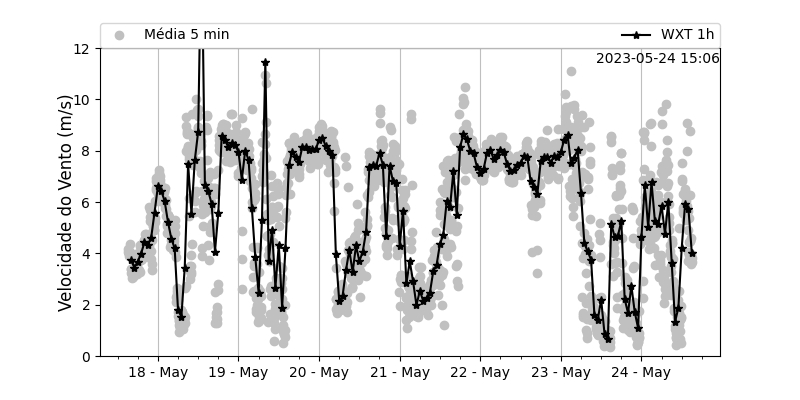 Média 5 min
WXT 1h
2023-05-24 15:06
Velocidade do Vento (m/s)
12
10
8
6
4
2
0
18 - May
19 - May
20 - May
21 - May
22 - May
23 - May
24 - May